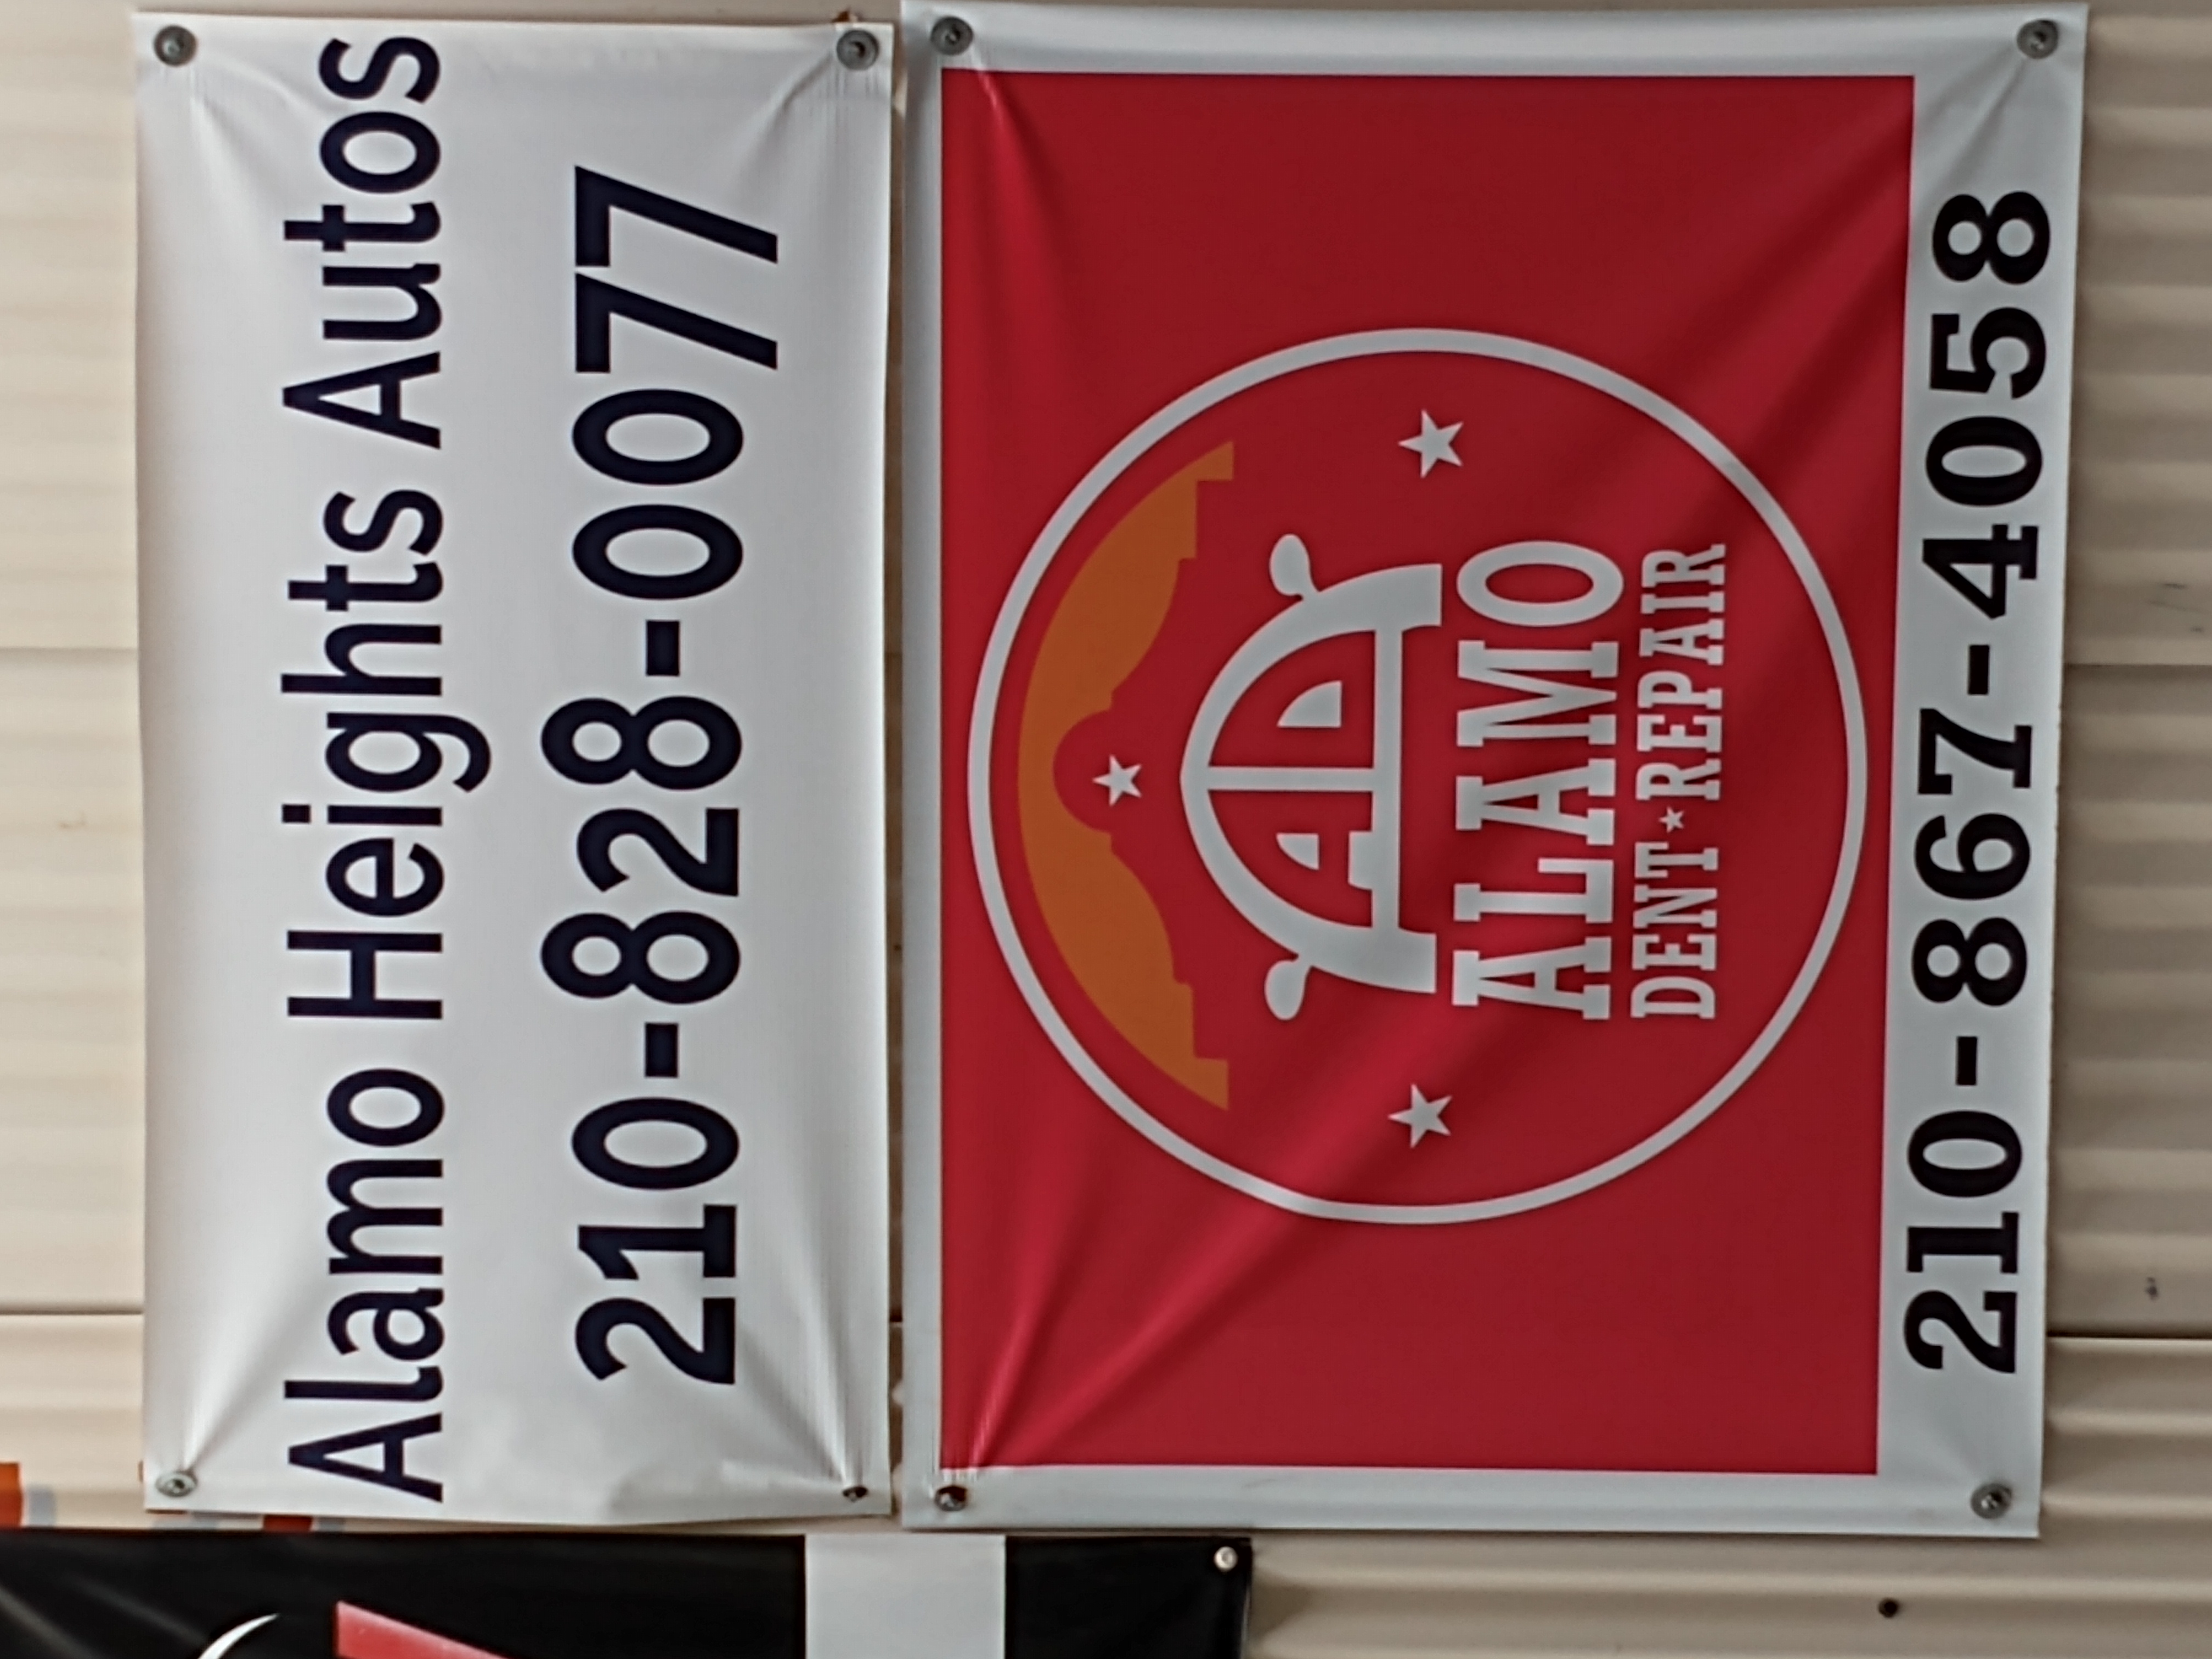 Alamo Heights Autos
210-828-0077
AD
ALAMO
DENT★REPAIR
210-867-4058